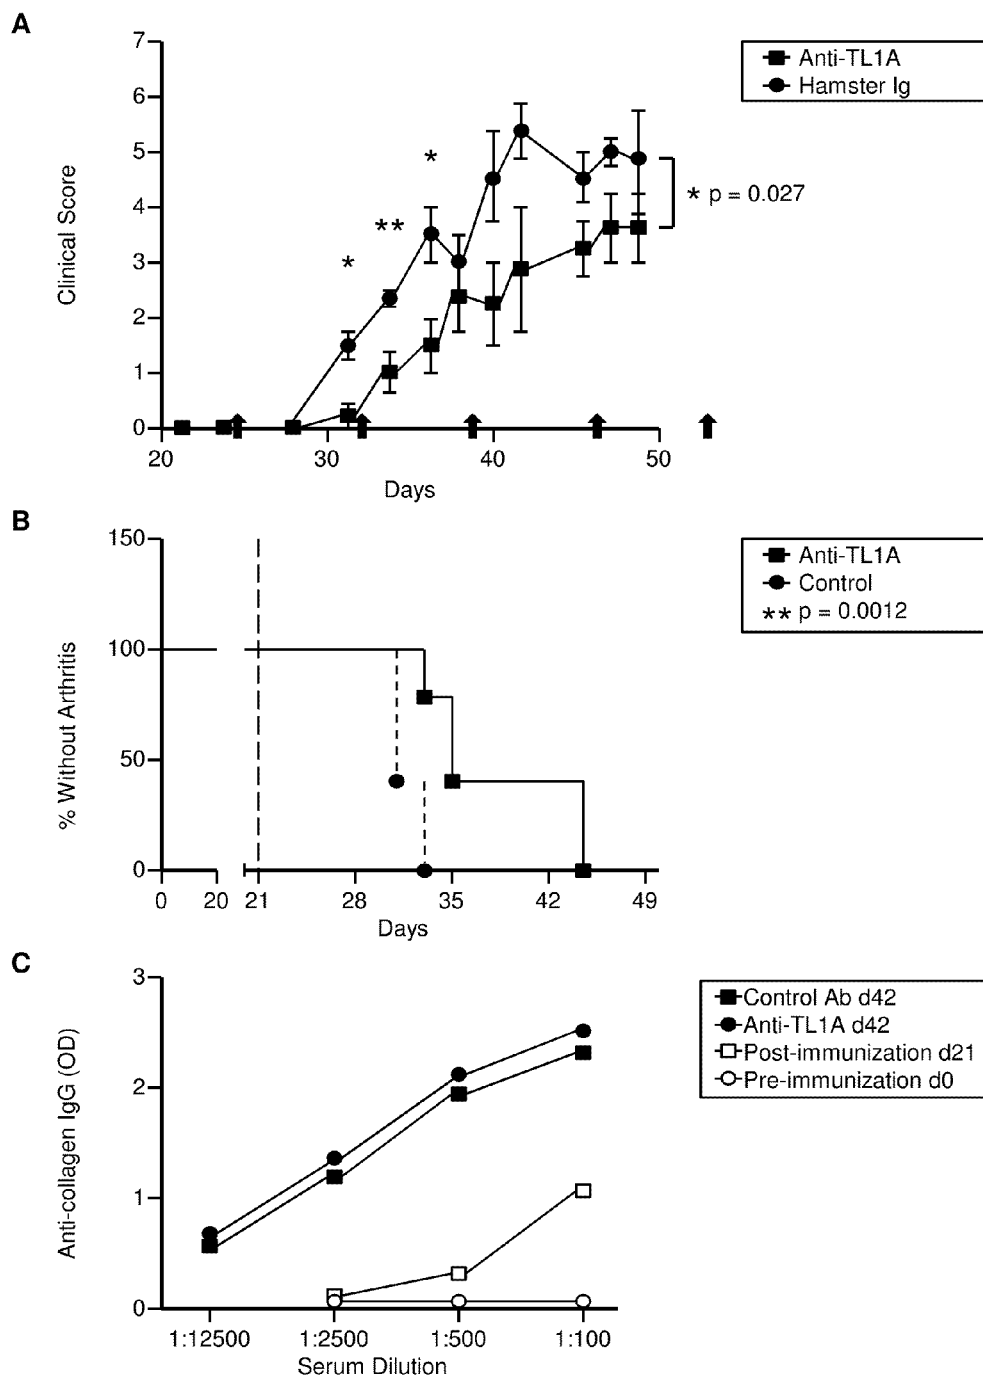 A
7
6
5
4
3
2
1
0
Clinical Score
*
**
*
* p = 0.027
Anti-TL1A
Hamster Ig
20 30 40 50
Days
B
150
100
50
0
% Without Arthritis
Anti-TL1A
Control
** p = 0.0012
0 20 21 28 35 42 49
Days
C
3
2
1
0
Anti-collagen IgG (OD)
Control Ab d42
Anti-TL1A d42
Post-immunization d21
Pre-immunization d0
1:12500 1:2500 1:500 1:100
Serum Dilution